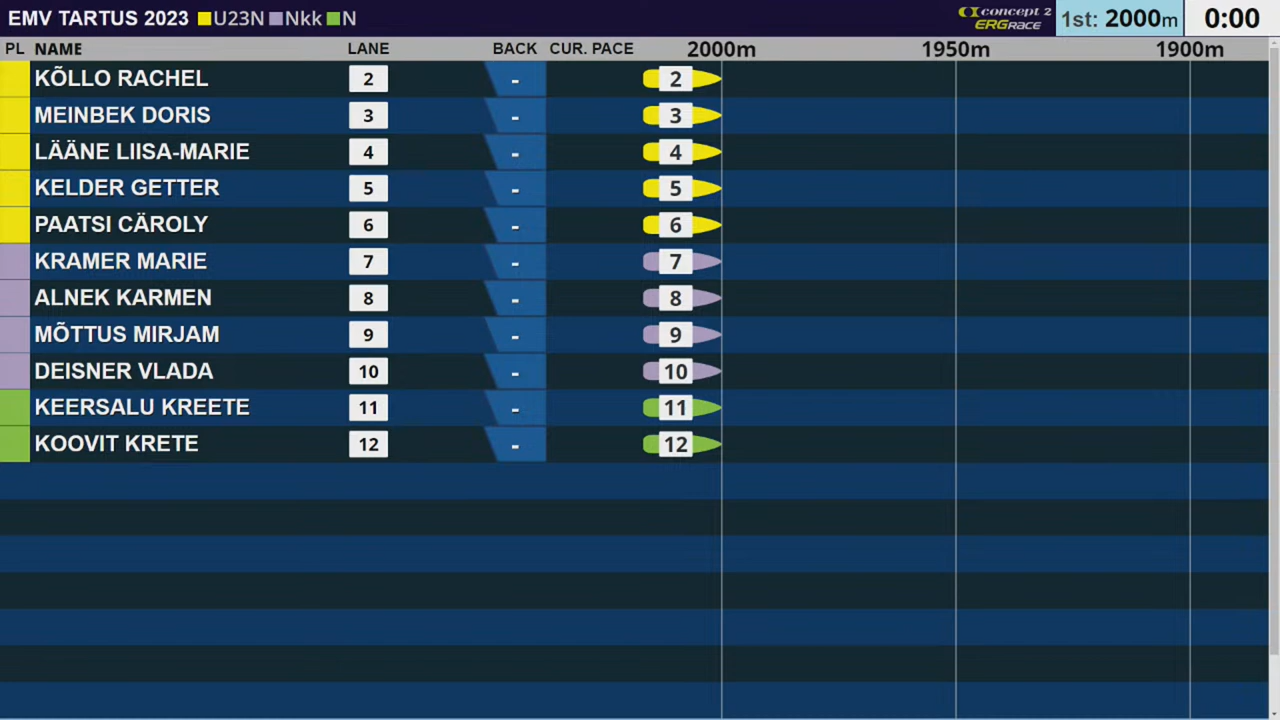 EMV TARTUS 2023 U23N Nkk N concept 2 ERGRACE 1st: 2000m 0:00
PL NAME LANE BACK CUR. PACE 2000m 1950m 1900m
KÕLLO RACHEL 2 - 2
MEINBEK DORIS 3 - 3
LÄÄNE LIISA-MARIE 4 - 4
KELDER GETTER 5 - 5
PAATSI CÄROLY 6 - 6
KRAMER MARIE 7 - 7
ALNEK KARMEN 8 - 8
MÕTTUS MIRJAM 9 - 9
DEISNER VLADA 10 - 10
KEERSALU KREETE 11 - 11
KOOVIT KRETE 12 - 12